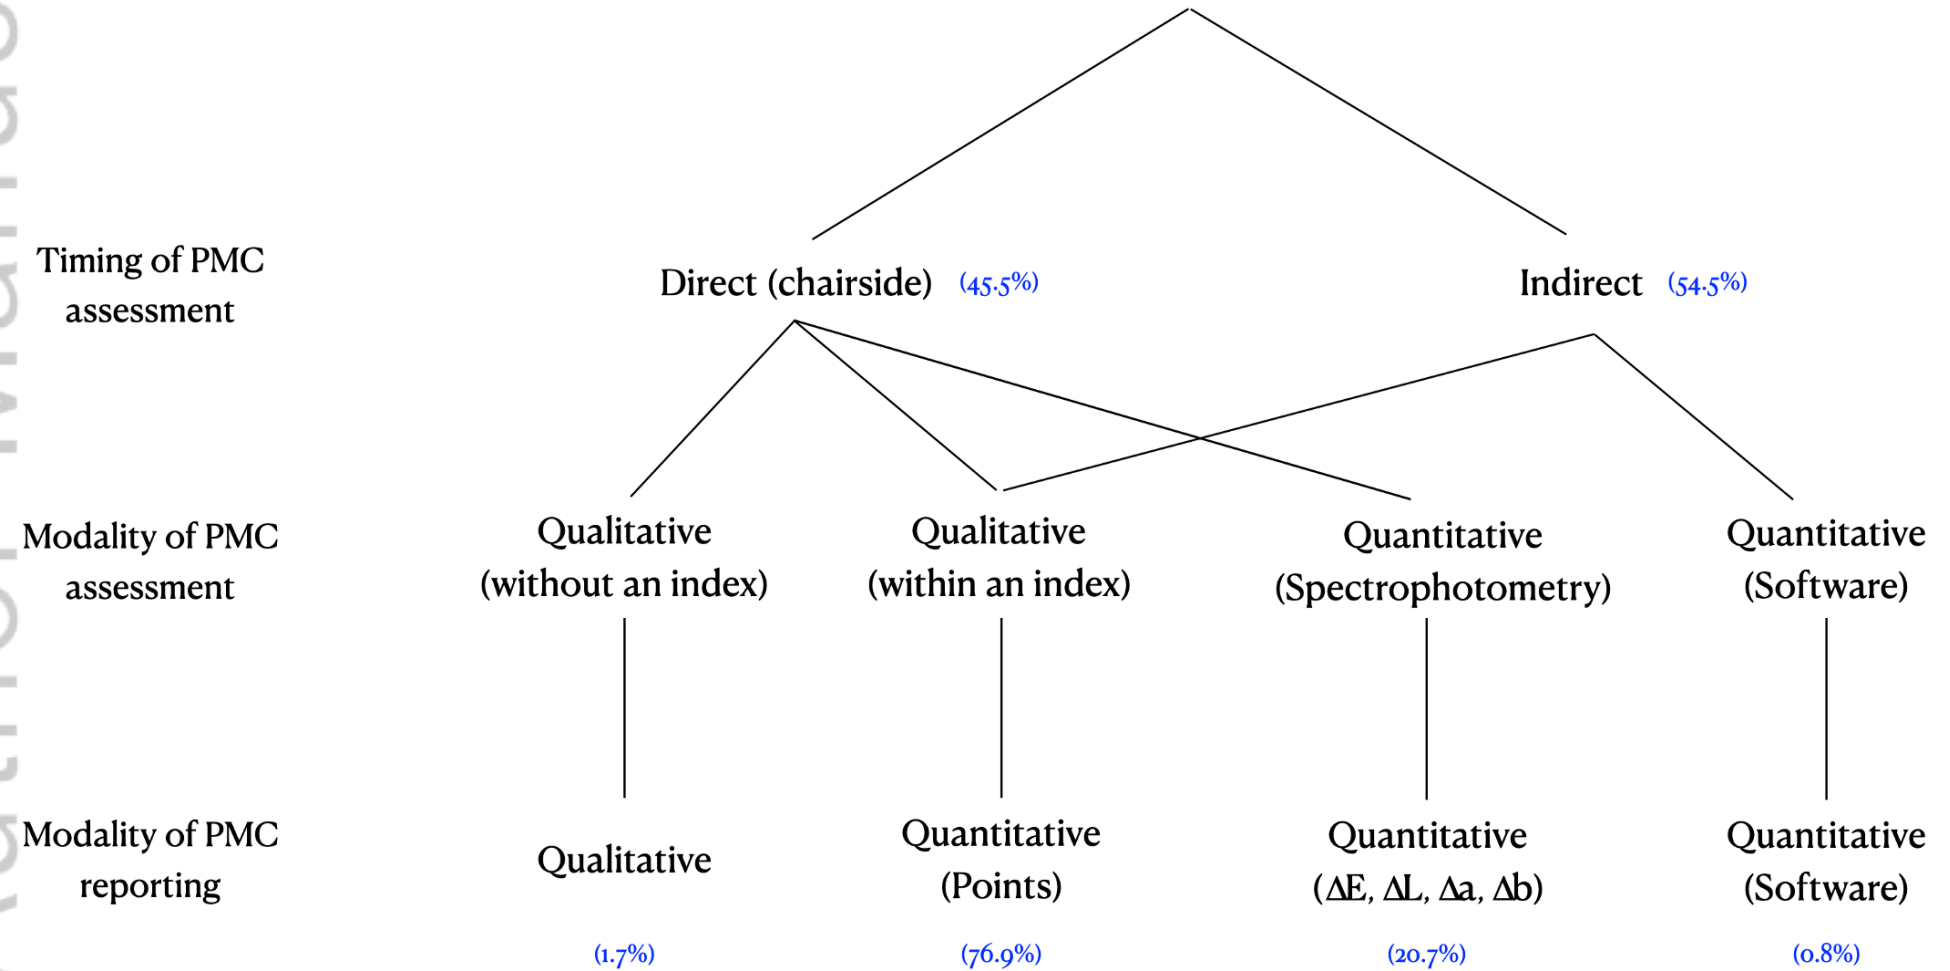 Timing of PMC
assessment
Direct (chairside) (45.5%)
Indirect (54.5%)
Modality of PMC
assessment
Qualitative
(without an index)
Qualitative
(within an index)
Quantitative
(Spectrophotometry)
Quantitative
(Software)
Modality of PMC
reporting
Qualitative
Quantitative
(Points)
Quantitative
(ΔE, ΔL, Δa, Δb)
Quantitative
(Software)
(1.7%)
(76.9%)
(20.7%)
(0.8%)